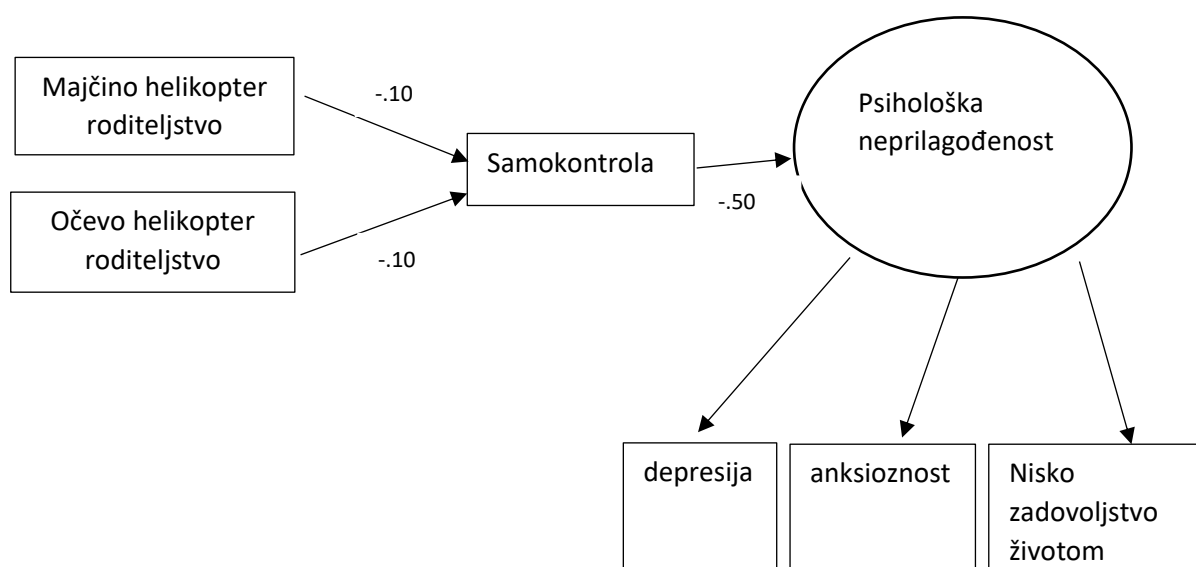 Majčino helikopter
roditeljstvo
-.10
Očevo helikopter
roditeljstvo
-.10
Samokontrola
-.50
Psihološka
neprilagođenost
depresija
anksioznost
Nisko
zadovoljstvo
životom